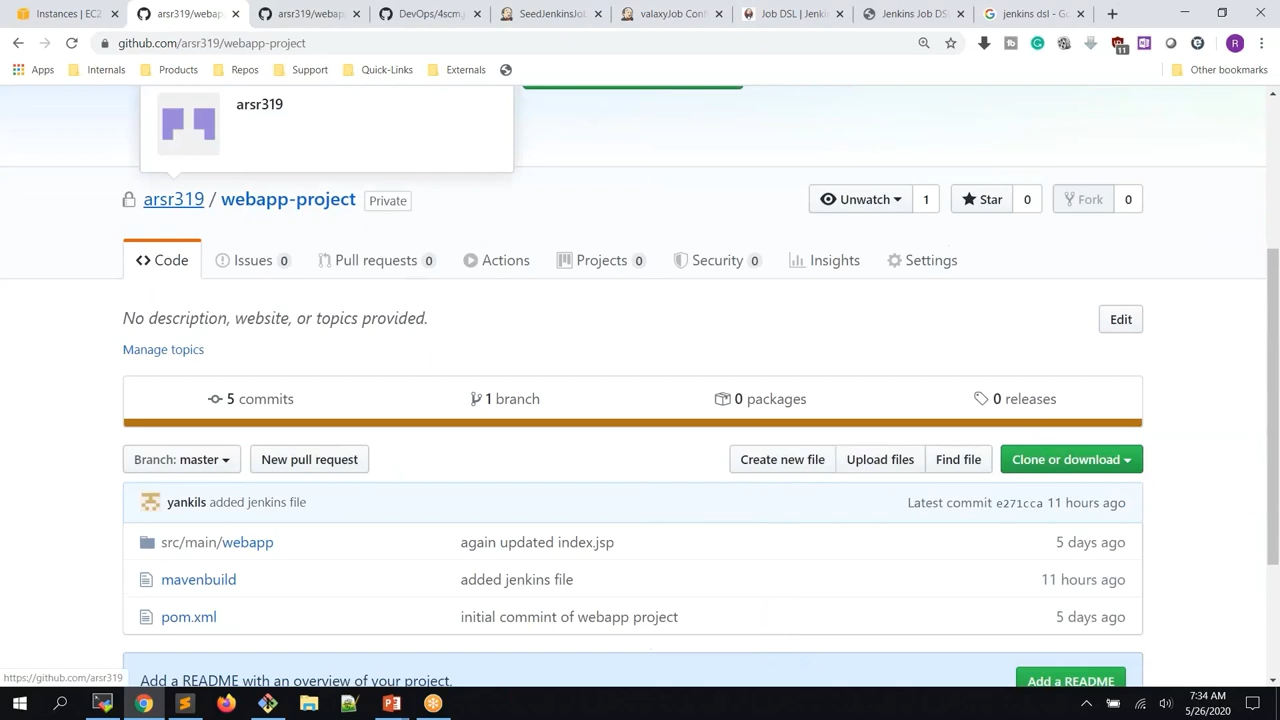 Instances | EC2
arsr319/webap
arsr319/webap
DevOps/4scm.j
SeedJenkinsJo
valaxyJob Conf
Job DSL | Jenki
Jenkins Job DS
jenkins dsl - Go
github.com/arsr319/webapp-project
11
R
Apps
Internals
Products
Repos
Support
Quick-Links
Externals
Other bookmarks
arsr319
arsr319 / webapp-project
Private
Unwatch 1
Star 0
Fork 0
Code
Issues 0
Pull requests 0
Actions
Projects 0
Security 0
Insights
Settings
No description, website, or topics provided.
Edit
Manage topics
5 commits
1 branch
0 packages
0 releases
Branch: master
New pull request
Create new file
Upload files
Find file
Clone or download
yankils added jenkins file
Latest commit e271cca 11 hours ago
src/main/webapp
again updated index.jsp
5 days ago
mavenbuild
added jenkins file
11 hours ago
pom.xml
initial commint of webapp project
5 days ago
Add a README with an overview of your project.
Add a README
https://github.com/arsr319
7:34 AM
5/26/2020